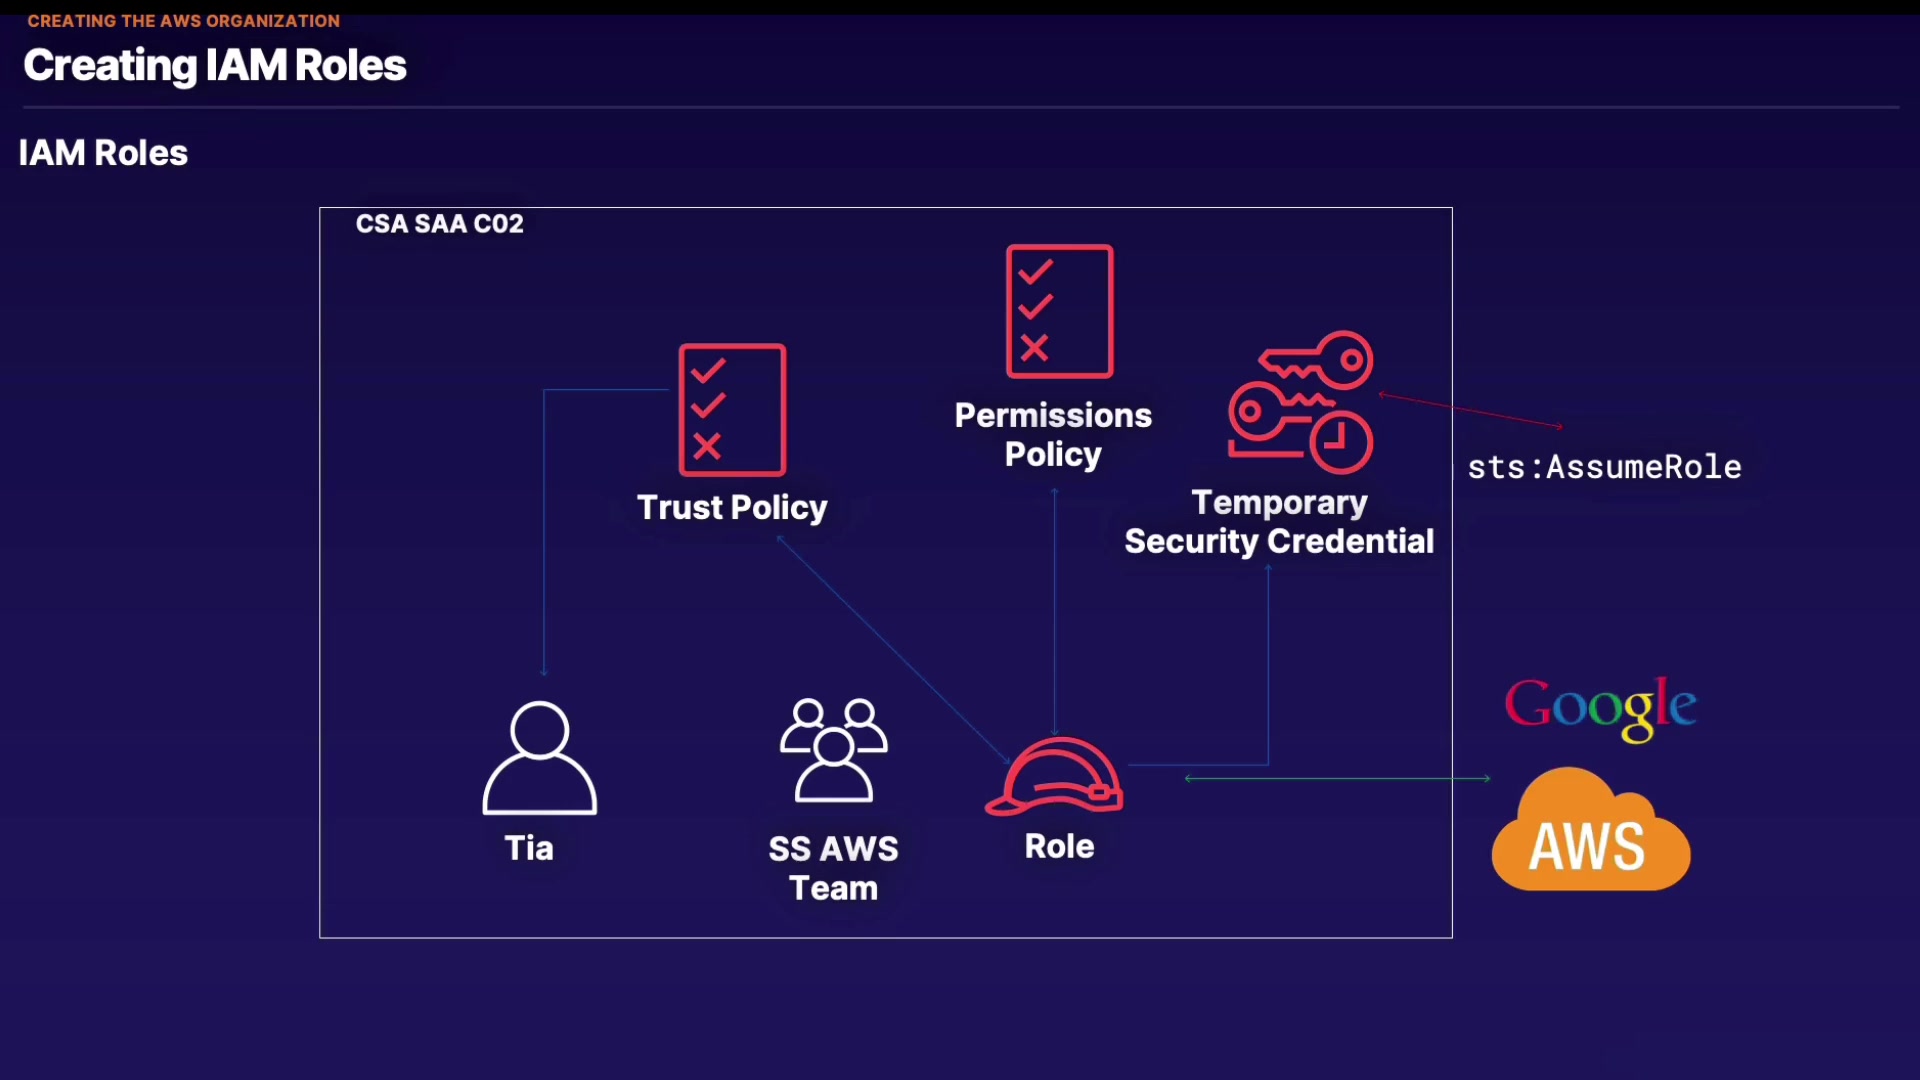 CREATING THE AWS ORGANIZATION
Creating IAM Roles
IAM Roles
CSA SAA C02
Trust Policy
Permissions
Policy
Temporary
Security Credential
sts:AssumeRole
Tia
SS AWS
Team
Role
Google
AWS